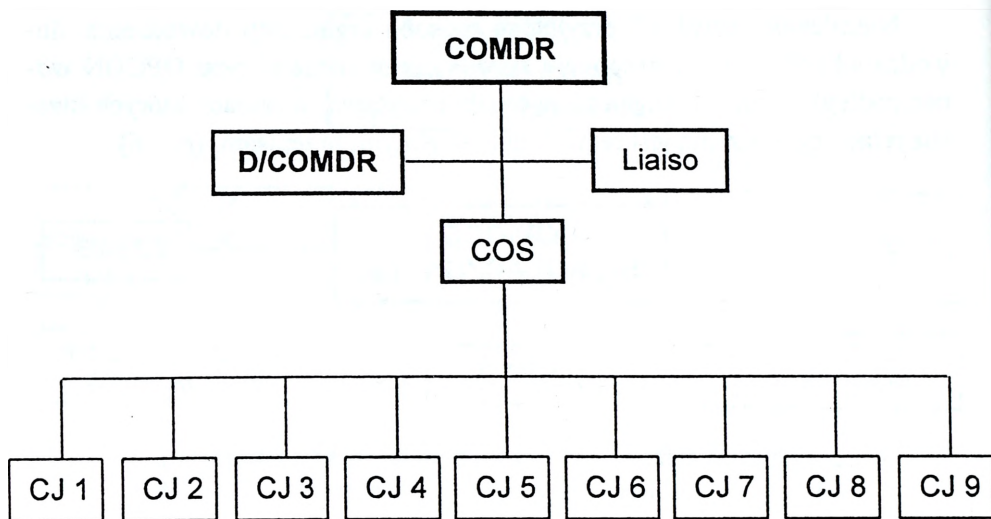 COMDR
D/COMDR
Liaiso
COS
CJ 1
CJ 2
CJ 3
CJ 4
CJ 5
CJ 6
CJ 7
CJ 8
CJ 9